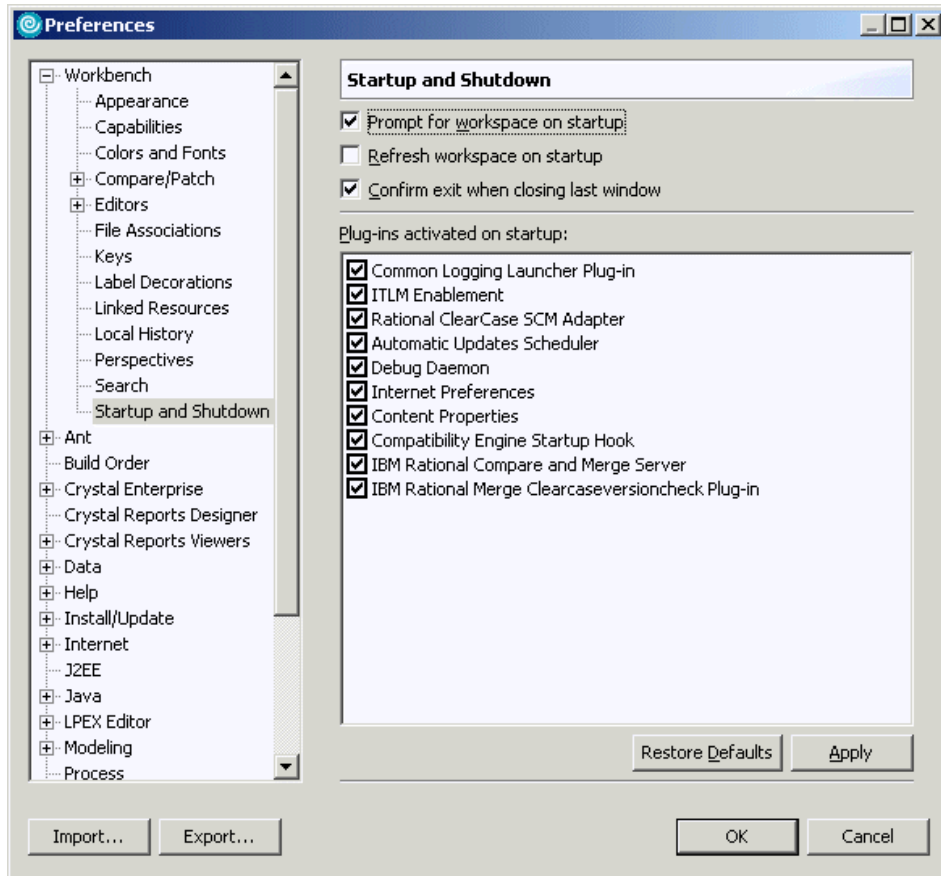 Preferences
Workbench
Appearance
Capabilities
Colors and Fonts
Compare/Patch
Editors
File Associations
Keys
Label Decorations
Linked Resources
Local History
Perspectives
Search
Startup and Shutdown
Ant
Build Order
Crystal Enterprise
Crystal Reports Designer
Crystal Reports Viewers
Data
Help
Install/Update
Internet
J2EE
Java
LPEX Editor
Modeling
Process
Startup and Shutdown
Prompt for workspace on startup
Refresh workspace on startup
Confirm exit when closing last window
Plug-ins activated on startup:
Common Logging Launcher Plug-in
ITLM Enablement
Rational ClearCase SCM Adapter
Automatic Updates Scheduler
Debug Daemon
Internet Preferences
Content Properties
Compatibility Engine Startup Hook
IBM Rational Compare and Merge Server
IBM Rational Merge Clearcaseversioncheck Plug-in
Restore Defaults
Apply
Import...
Export...
OK
Cancel